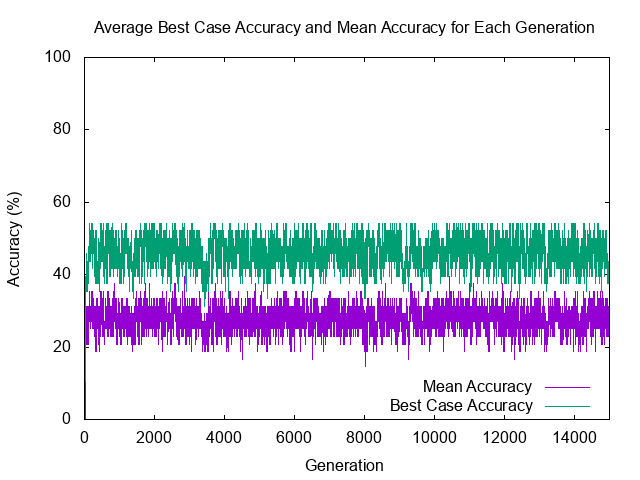 Average Best Case Accuracy and Mean Accuracy for Each Generation
100
80
60
40
20
0
Accuracy (%)
Mean Accuracy
Best Case Accuracy
0 2000 4000 6000 8000 10000 12000 14000
Generation